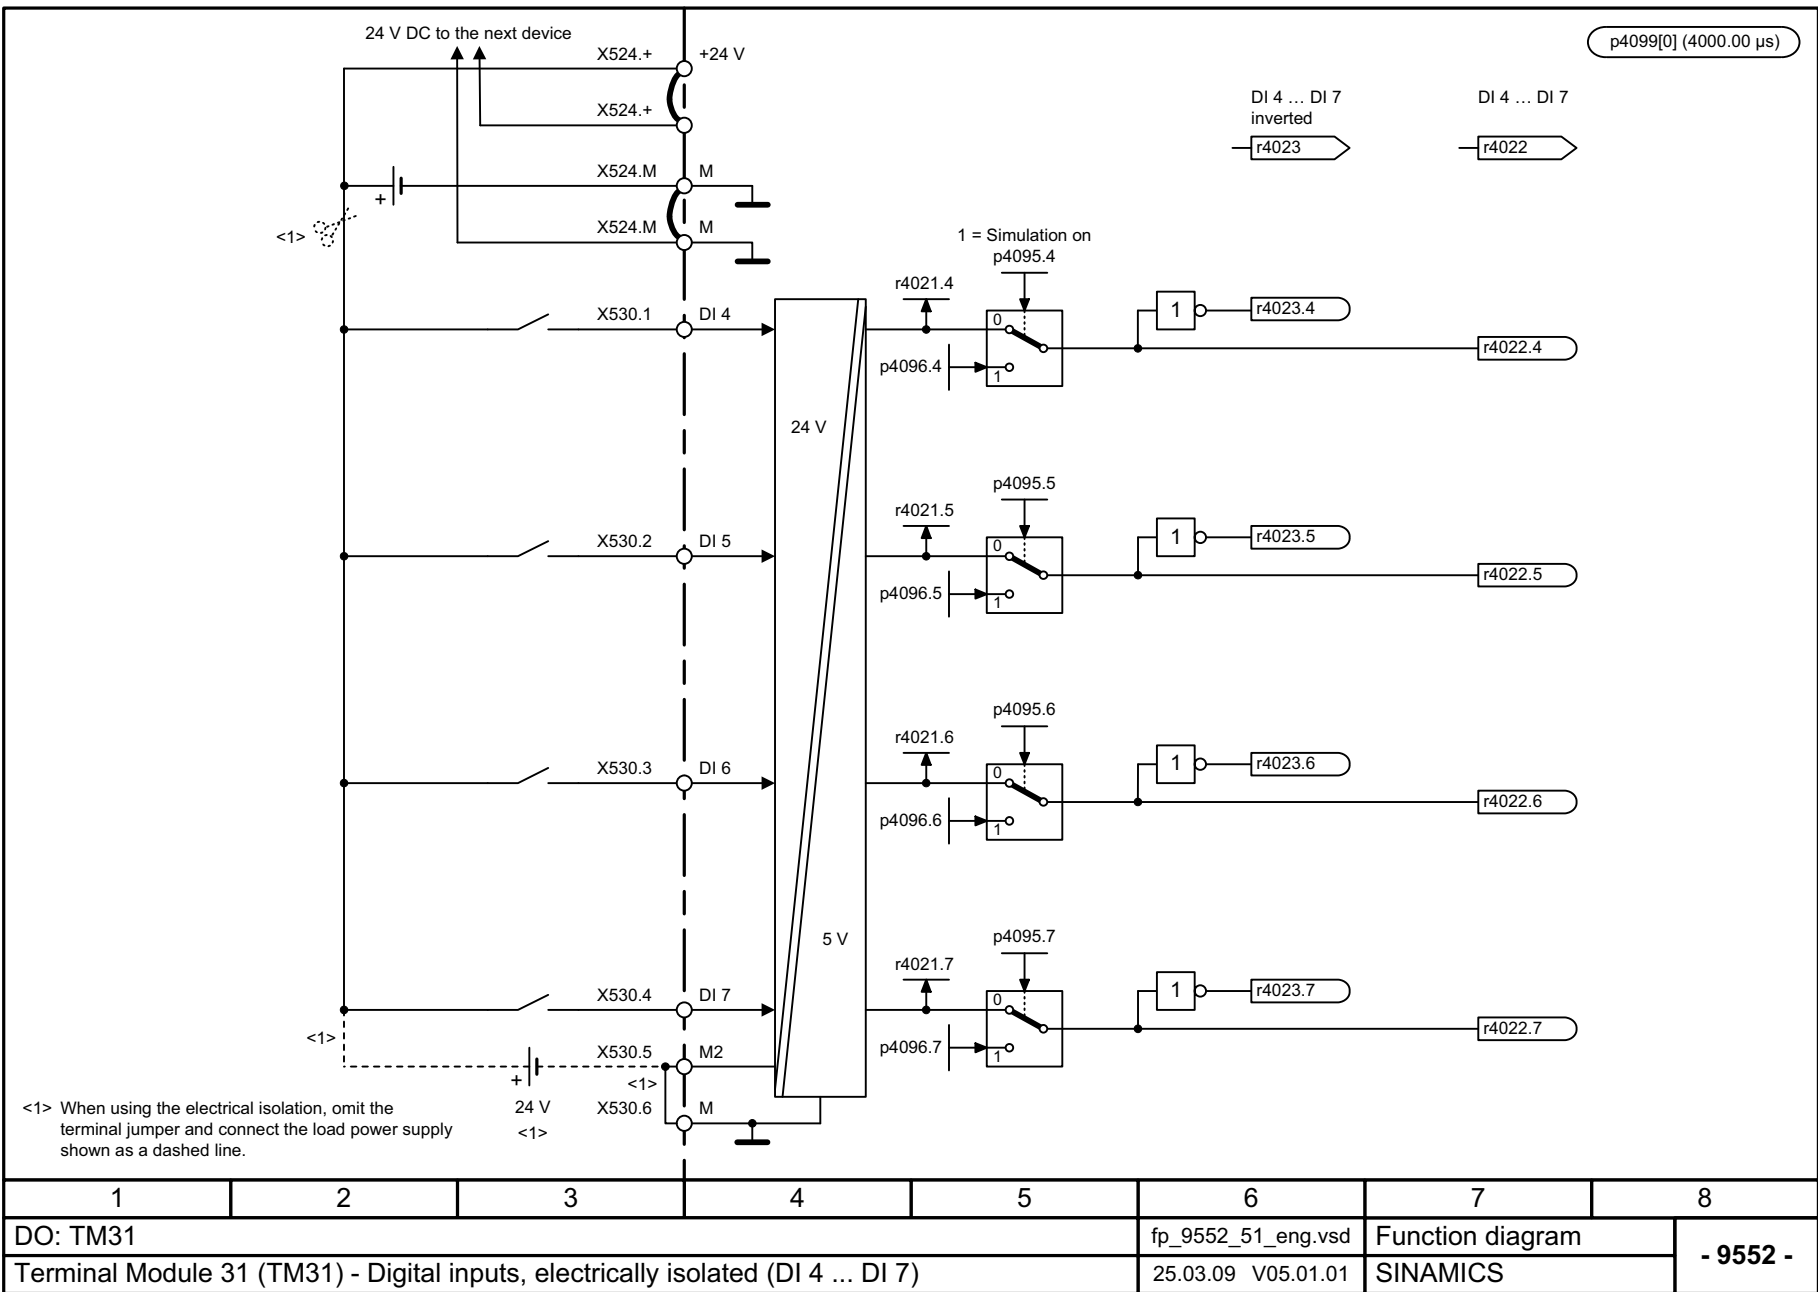 24 V DC to the next device
p4099[0] (4000.00 µs)
X524.+ +24 V
X524.+
DI 4 … DI 7
inverted
r4023
DI 4 … DI 7
r4022
X524.M M
+
<1>
X524.M M
1 = Simulation on
p4095.4
r4021.4
X530.1 DI 4
0
1
p4096.4
1
r4023.4
r4022.4
24 V
p4095.5
r4021.5
X530.2 DI 5
0
1
p4096.5
1
r4023.5
r4022.5
p4095.6
r4021.6
X530.3 DI 6
0
1
p4096.6
1
r4023.6
r4022.6
5 V
p4095.7
r4021.7
X530.4 DI 7
0
1
p4096.7
1
r4023.7
r4022.7
<1>
X530.5 M2
+
<1>
24 V
<1>
X530.6 M
<1> When using the electrical isolation, omit the
terminal jumper and connect the load power supply
shown as a dashed line.
1 2 3 4 5 6 7 8
DO: TM31
fp_9552_51_eng.vsd
Function diagram
- 9552 -
Terminal Module 31 (TM31) - Digital inputs, electrically isolated (DI 4 ... DI 7)
25.03.09 V05.01.01
SINAMICS